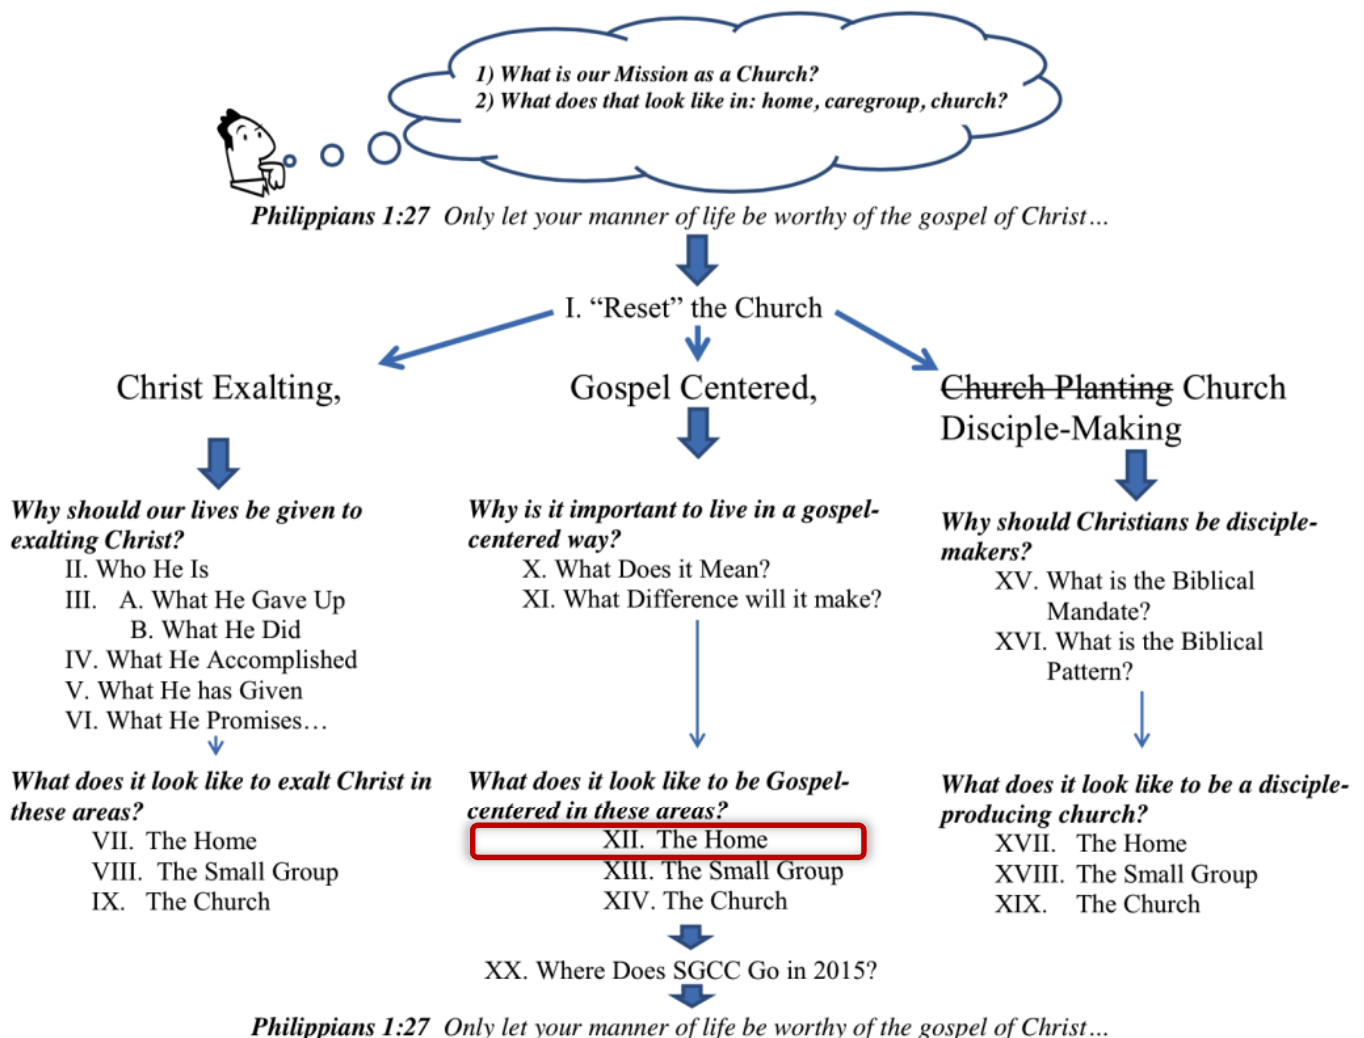 1) What is our Mission as a Church?
2) What does that look like in: home, caregroup, church?
Philippians 1:27 Only let your manner of life be worthy of the gospel of Christ...
I. “Reset” the Church
Christ Exalting,
Gospel Centered,
Church Planting Church
Disciple-Making
Why should our lives be given to
exalting Christ?
II. Who He Is
III. A. What He Gave Up
B. What He Did
IV. What He Accomplished
V. What He has Given
VI. What He Promises…
What does it look like to exalt Christ in
these areas?
VII. The Home
VIII. The Small Group
IX. The Church
Why is it important to live in a gospel-
centered way?
X. What Does it Mean?
XI. What Difference will it make?
What does it look like to be Gospel-
centered in these areas?
XII. The Home
XIII. The Small Group
XIV. The Church
Why should Christians be disciple-
makers?
XV. What is the Biblical
Mandate?
XVI. What is the Biblical
Pattern?
What does it look like to be a disciple-
producing church?
XVII. The Home
XVIII. The Small Group
XIX. The Church
XX. Where Does SGCC Go in 2015?
Philippians 1:27 Only let your manner of life be worthy of the gospel of Christ...